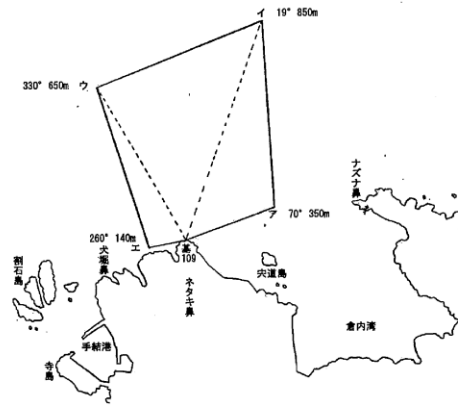 イ 19° 850m
330° 650m ウ
ナズナ鼻
ア 70° 350m
260° 140m エ
基
109
犬堀鼻
ネタキ鼻
宍道島
割石島
手結港
寺島
倉内湾